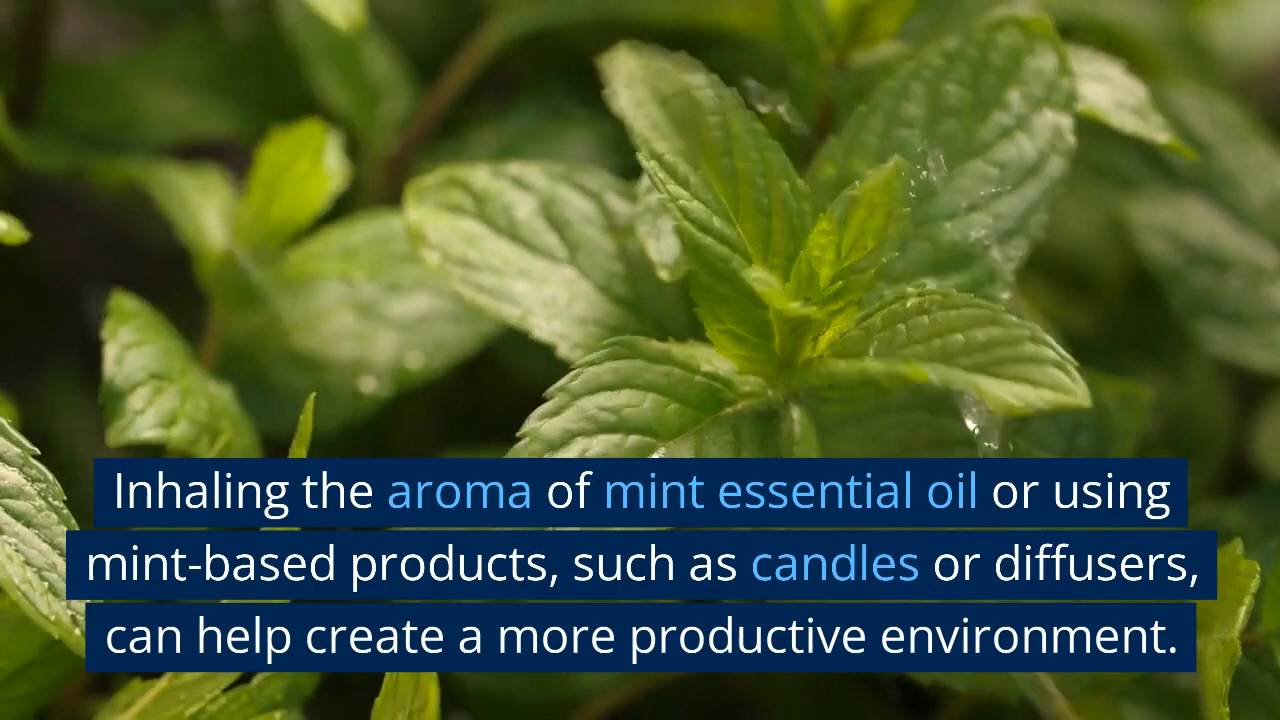 Inhaling the aroma of mint essential oil or using
mint-based products, such as candles or diffusers,
can help create a more productive environment.